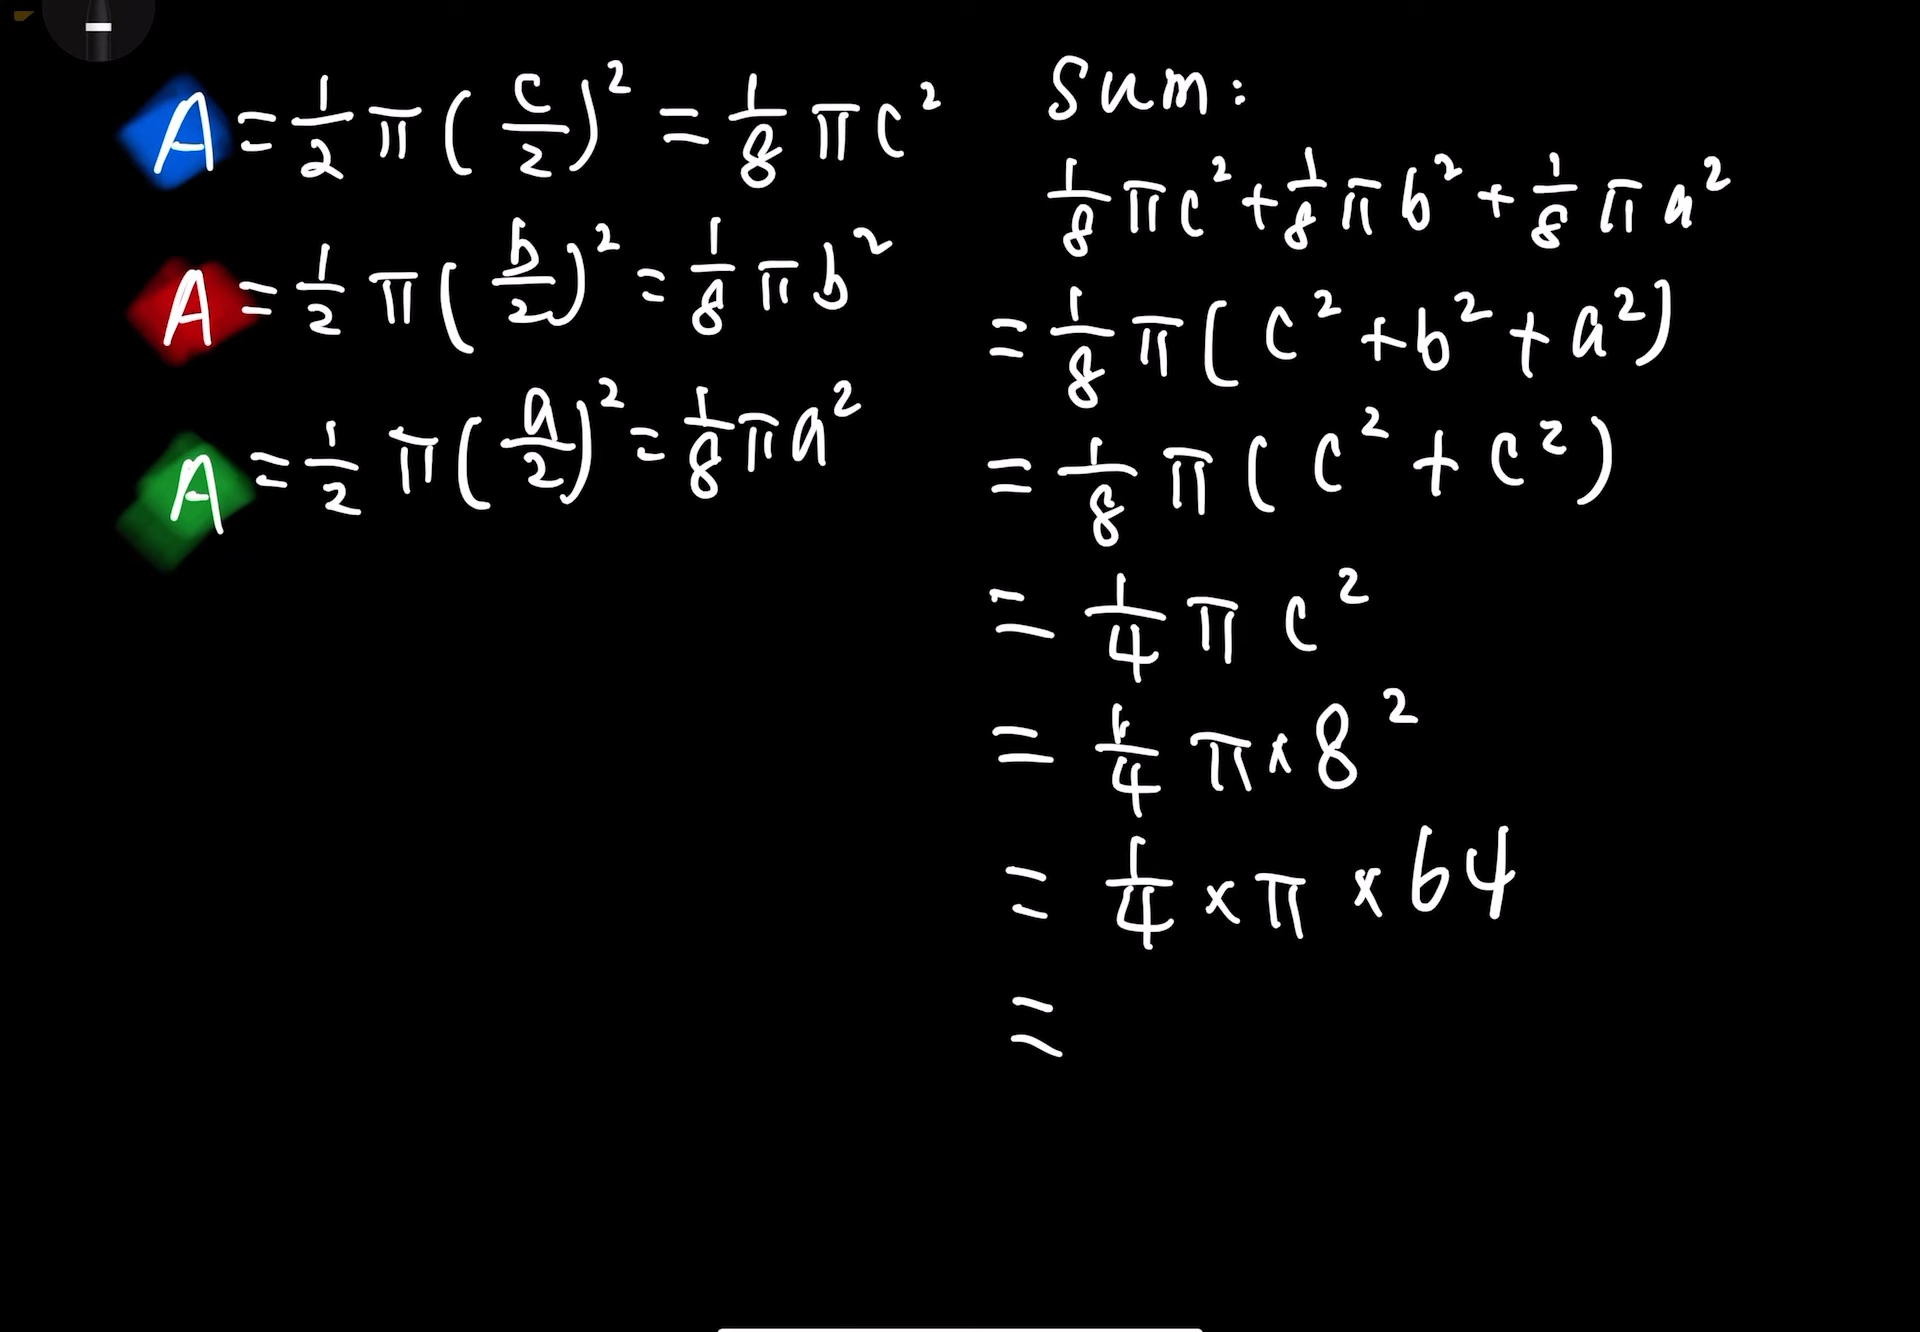 A = 1/2 π (c/2)² = 1/8 π c²
A = 1/2 π (b/2)² = 1/8 π b²
A = 1/2 π (a/2)² = 1/8 π a²
Sum:
1/8 π c² + 1/8 π b² + 1/8 π a²
= 1/8 π (c² + b² + a²)
= 1/8 π (c² + c²)
= 1/4 π c²
= 1/4 π × 8²
= 1/4 × π × 64
=